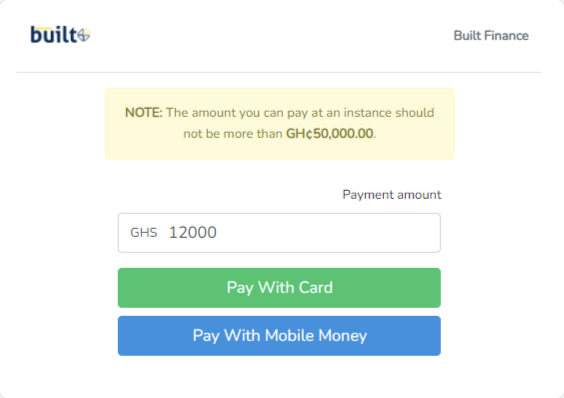 built
Built Finance
NOTE: The amount you can pay at an instance should
not be more than GH¢50,000.00.
Payment amount
GHS 12000
Pay With Card
Pay With Mobile Money